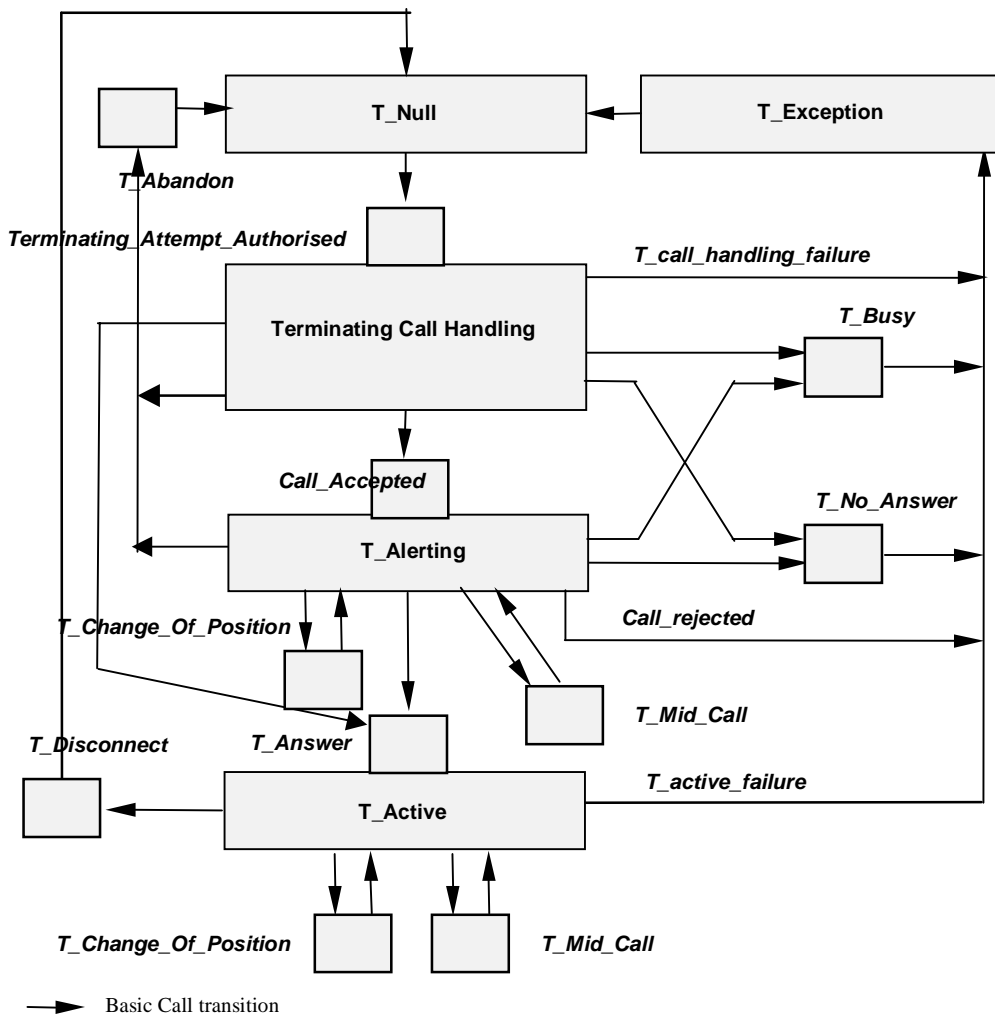 T_Null
T_Exception
T_Abandon
Terminating_Attempt_Authorised
T_call_handling_failure
Terminating Call Handling
T_Busy
Call_Accepted
T_No_Answer
T_Alerting
T_Change_Of_Position
Call_rejected
T_Mid_Call
T_Disconnect
T_Answer
T_active_failure
T_Active
T_Change_Of_Position
T_Mid_Call
Basic Call transition